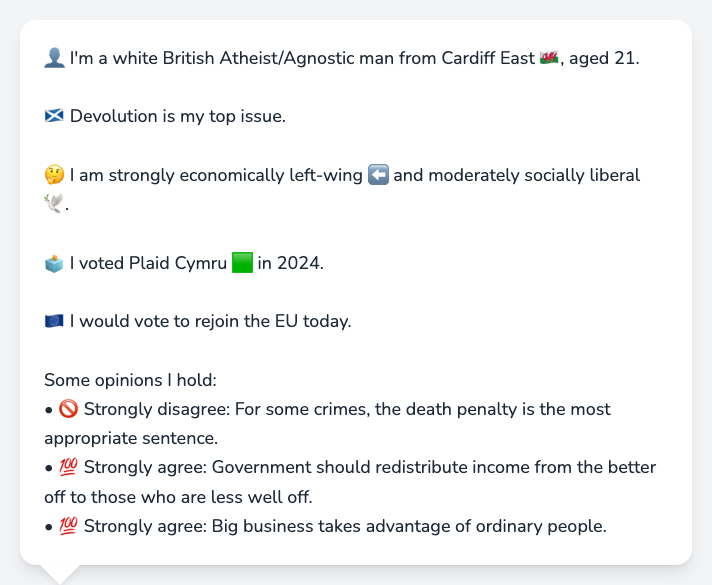 👤 I'm a white British Atheist/Agnostic man from Cardiff East 🏴󠁧󠁢󠁷󠁬󠁳󠁿, aged 21.
🏴󠁧󠁢󠁳󠁣󠁴󠁿 Devolution is my top issue.
🤔 I am strongly economically left-wing ⬅️ and moderately socially liberal
🕊️.
🗳️ I voted Plaid Cymru 🟩 in 2024.
🇪🇺 I would vote to rejoin the EU today.
Some opinions I hold:
• 🚫 Strongly disagree: For some crimes, the death penalty is the most
appropriate sentence.
• 💯 Strongly agree: Government should redistribute income from the better
off to those who are less well off.
• 💯 Strongly agree: Big business takes advantage of ordinary people.